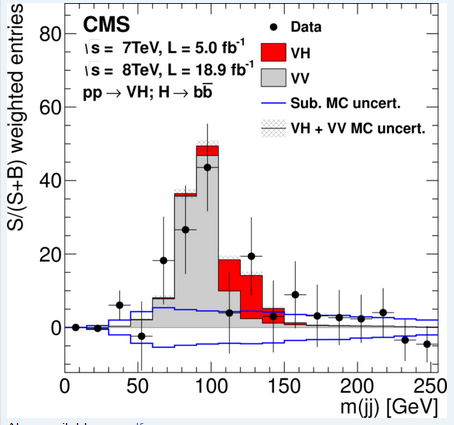 CMS
√s = 7TeV, L = 5.0 fb⁻¹
√s = 8TeV, L = 18.9 fb⁻¹
pp → VH; H → bb̅
Data
VH
VV
Sub. MC uncert.
VH + VV MC uncert.
S/(S+B) weighted entries
80
60
40
20
0
0 50 100 150 200 250
m(jj) [GeV]